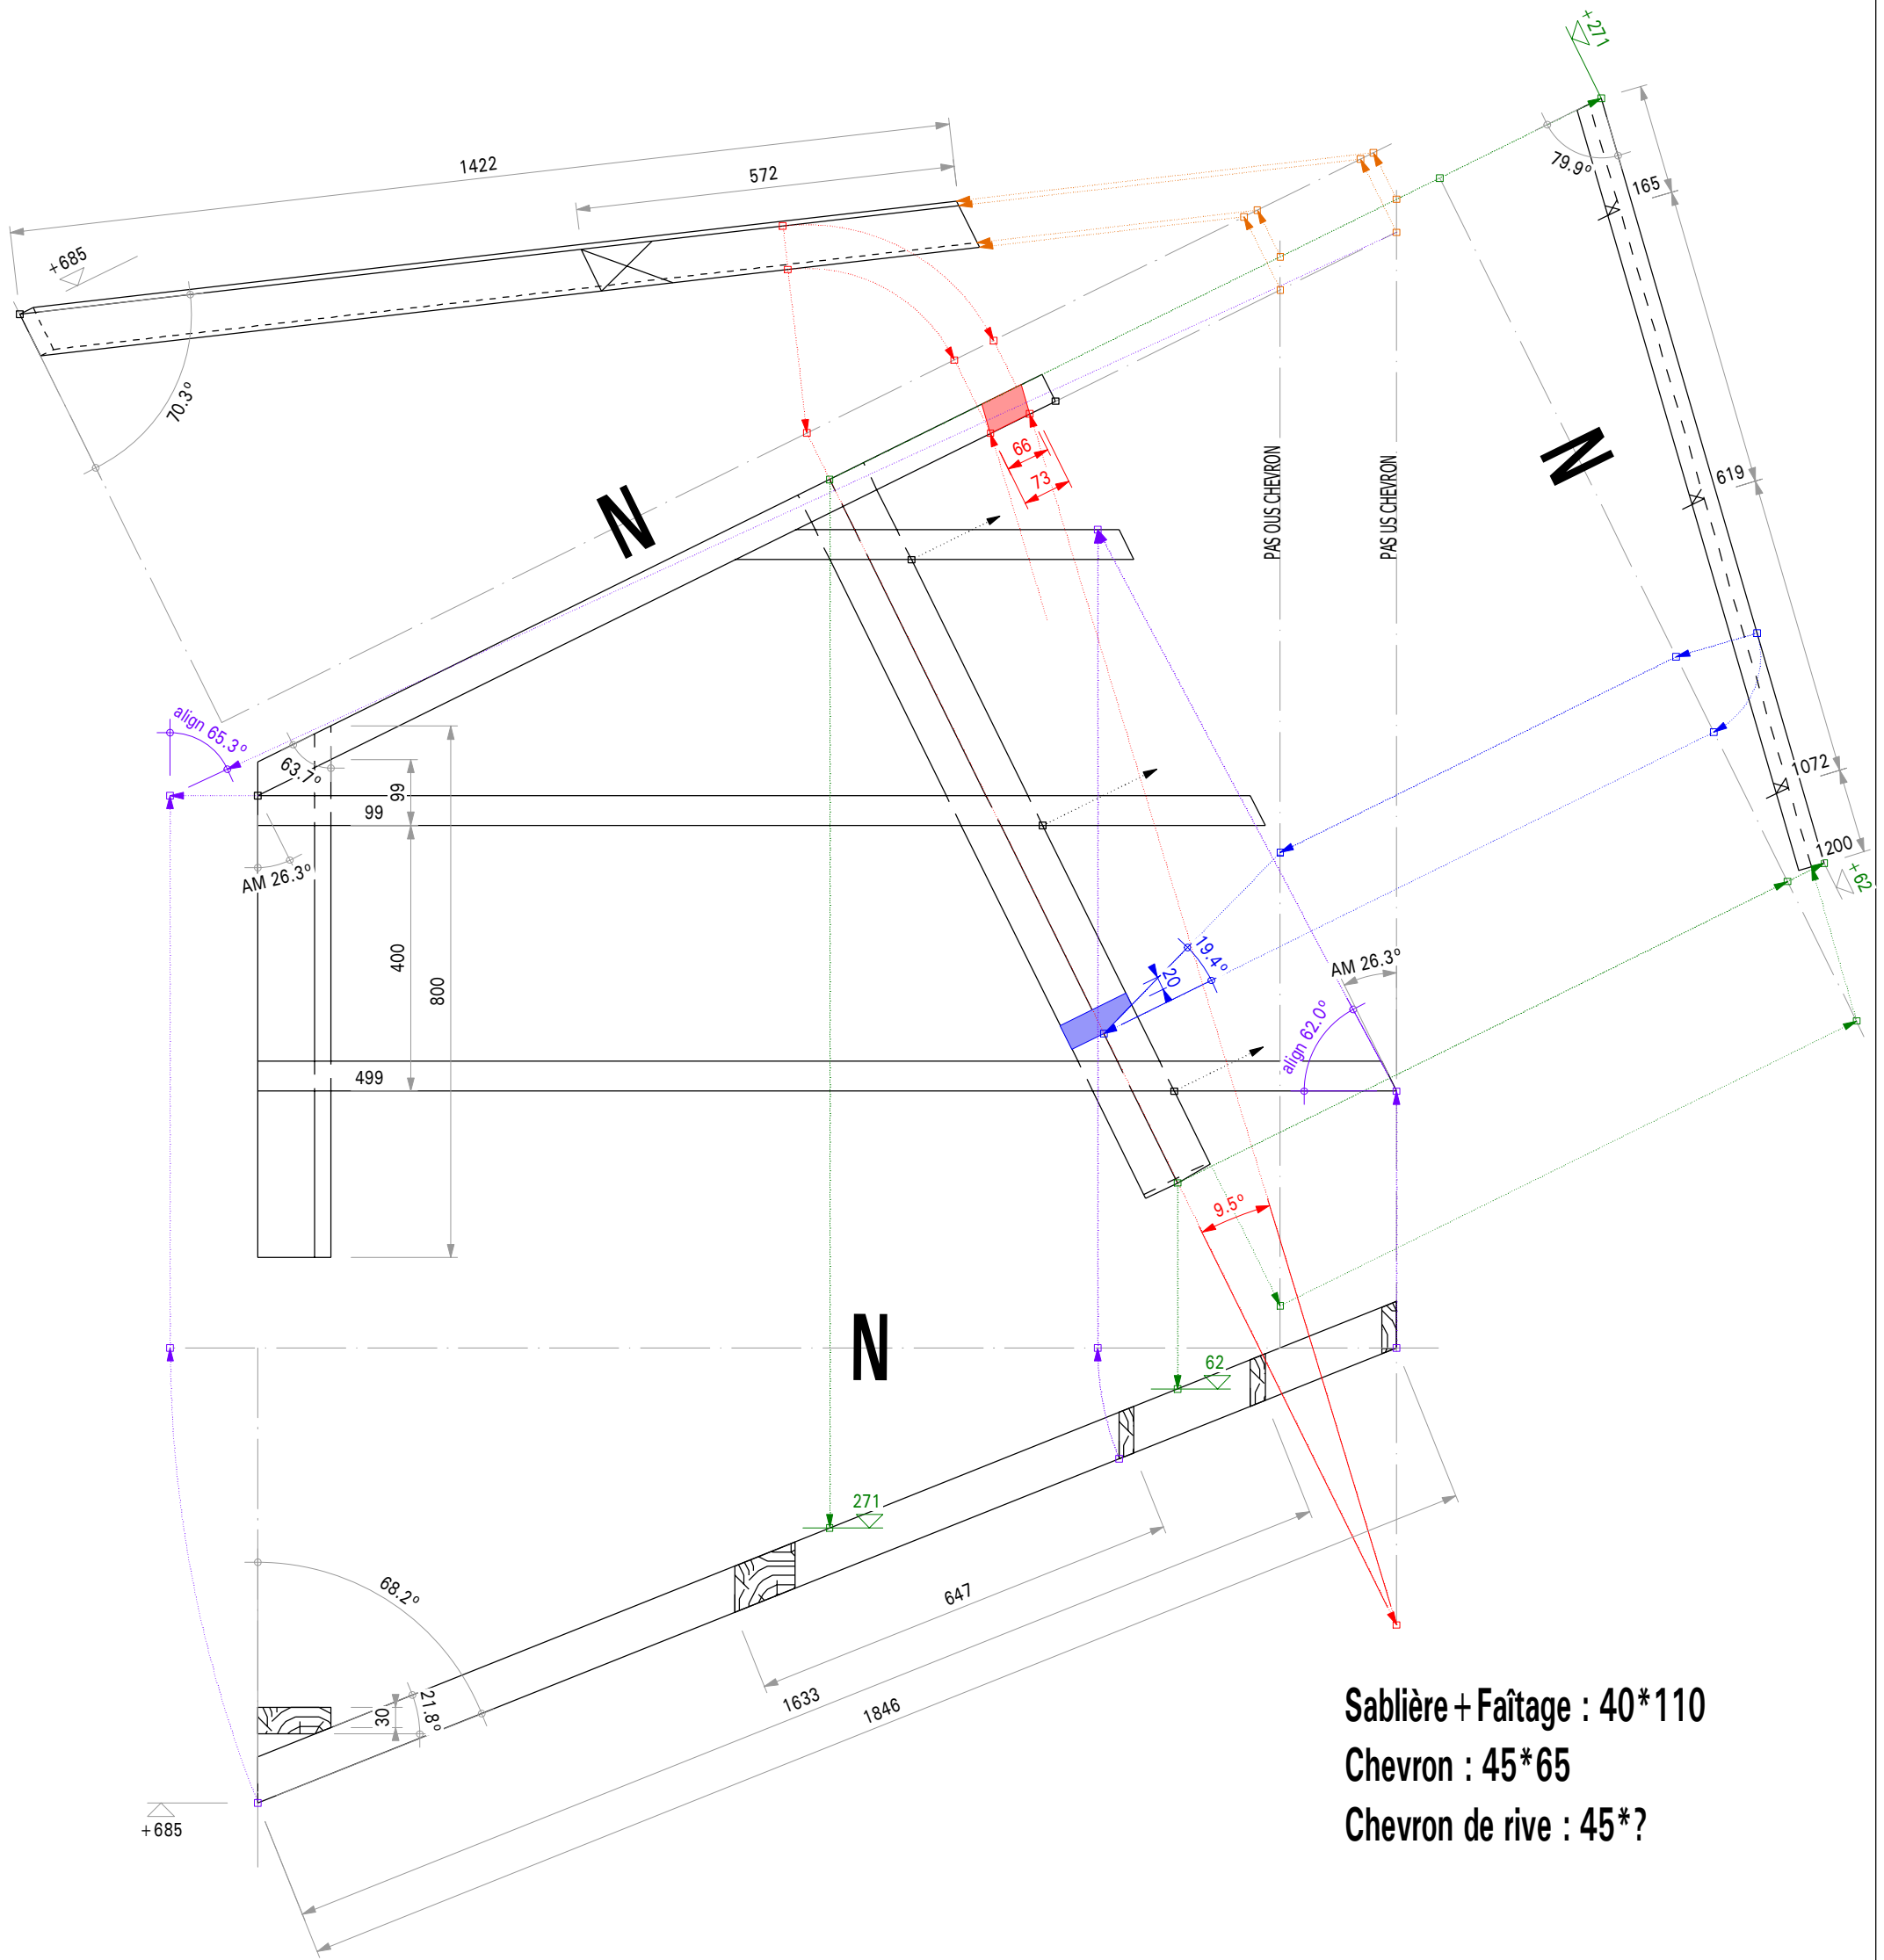 +271
79.9°
165
1422
572
+685
70.3°
N
N
66
73
PAS OUS CHEVRON
PAS US CHEVRON
619
align 65.3°
63.7°
99
99
AM 26.3°
400
800
1072
1200
+62
19.4°
20
AM 26.3°
align 62.0°
499
9.5°
N
62
271
68.2°
647
1633
1846
30
21.8°
+685
Sablière+Faîtage : 40*110
Chevron : 45*65
Chevron de rive : 45*?